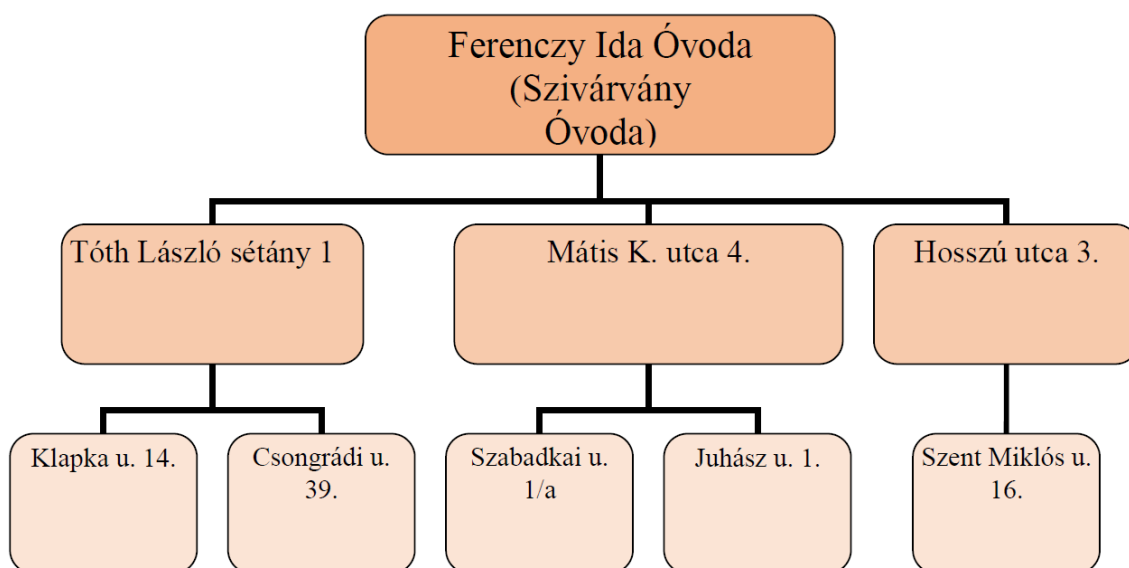 Ferenczy Ida Óvoda
(Szivárvány
Óvoda)
Tóth László sétány 1
Mátis K. utca 4.
Hosszú utca 3.
Klapka u. 14.
Csongrádi u.
39.
Szabadkai u.
1/a
Juhász u. 1.
Szent Miklós u.
16.